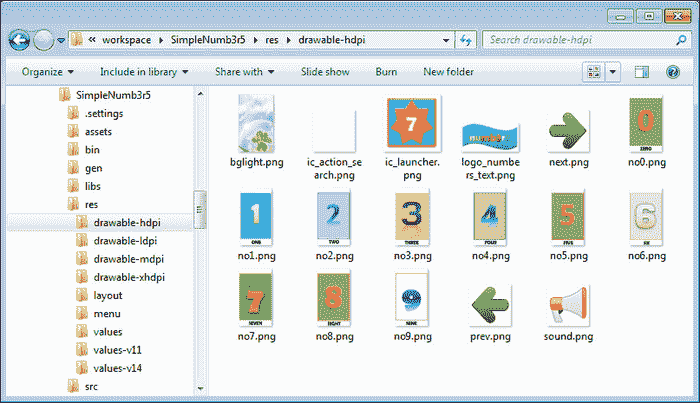 « workspace ▸ SimpleNumb3r5 ▸ res ▸ drawable-hdpi
Search drawable-hdpi
Organize Include in library Share with Slide show Burn New folder
SimpleNumb3r5
.settings
assets
bin
gen
libs
res
drawable-hdpi
drawable-ldpi
drawable-mdpi
drawable-xhdpi
layout
menu
values
values-v11
values-v14
src
7
0
ZERO
bglight.png
ic_action_search.png
ic_launcher.png
logo_numbers_text.png
next.png
no0.png
1
ONE
2
TWO
3
THREE
4
FOUR
5
FIVE
6
SIX
no1.png
no2.png
no3.png
no4.png
no5.png
no6.png
7
SEVEN
8
EIGHT
9
NINE
no7.png
no8.png
no9.png
prev.png
sound.png